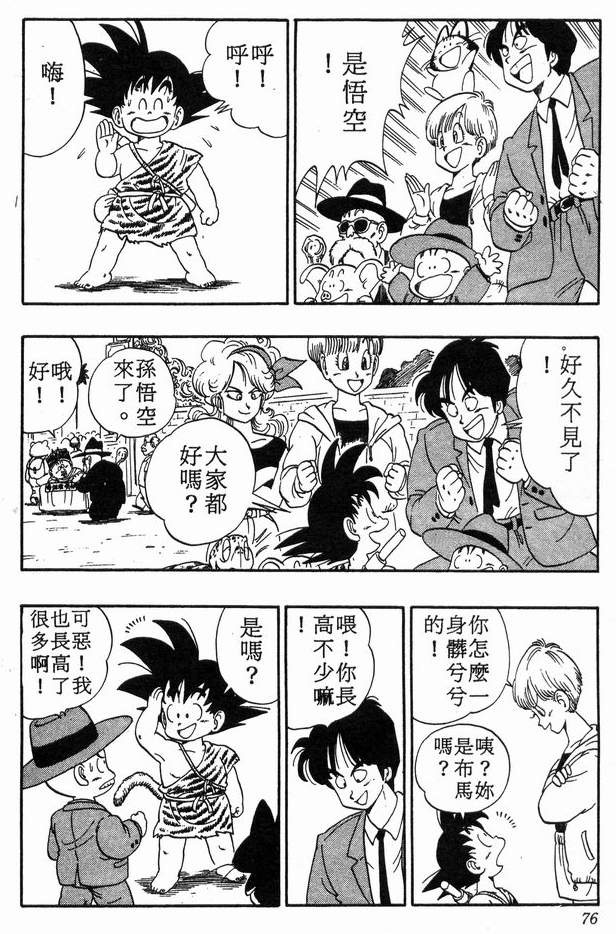 是悟空
！
呼！
呼！
嗨！
好久不見了
！
大家都
好嗎？
孫悟空
來了。
哦！
好！
你怎麼一
身髒兮兮
的！
咦？妳
是布馬
嗎？
喂！你長
高不少嘛
！
是嗎？
可惡！我
也長高了
很多啊！
76